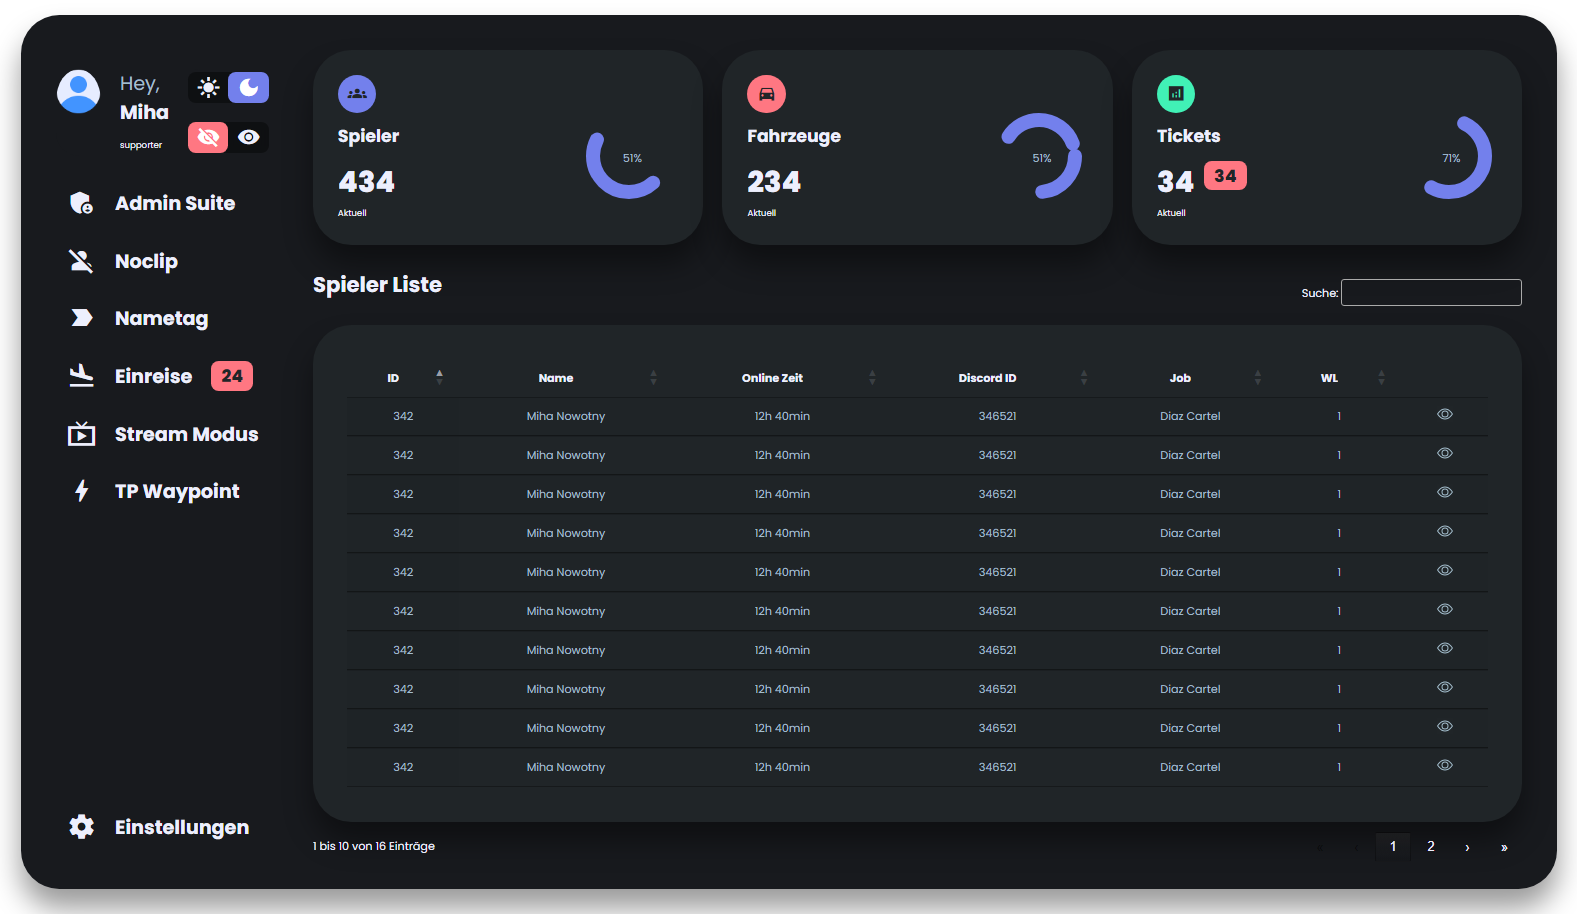 Hey,
Miha
supporter
Admin Suite
Noclip
Nametag
Einreise 24
Stream Modus
TP Waypoint
Einstellungen
Spieler
434
Aktuell
51%
Fahrzeuge
234
Aktuell
51%
Tickets
34 34
Aktuell
71%
Spieler Liste
Suche:
ID Name Online Zeit Discord ID Job WL
342 Miha Nowotny 12h 40min 346521 Diaz Cartel 1
342 Miha Nowotny 12h 40min 346521 Diaz Cartel 1
342 Miha Nowotny 12h 40min 346521 Diaz Cartel 1
342 Miha Nowotny 12h 40min 346521 Diaz Cartel 1
342 Miha Nowotny 12h 40min 346521 Diaz Cartel 1
342 Miha Nowotny 12h 40min 346521 Diaz Cartel 1
342 Miha Nowotny 12h 40min 346521 Diaz Cartel 1
342 Miha Nowotny 12h 40min 346521 Diaz Cartel 1
342 Miha Nowotny 12h 40min 346521 Diaz Cartel 1
342 Miha Nowotny 12h 40min 346521 Diaz Cartel 1
1 bis 10 von 16 Einträge
« ‹ 1 2 › »